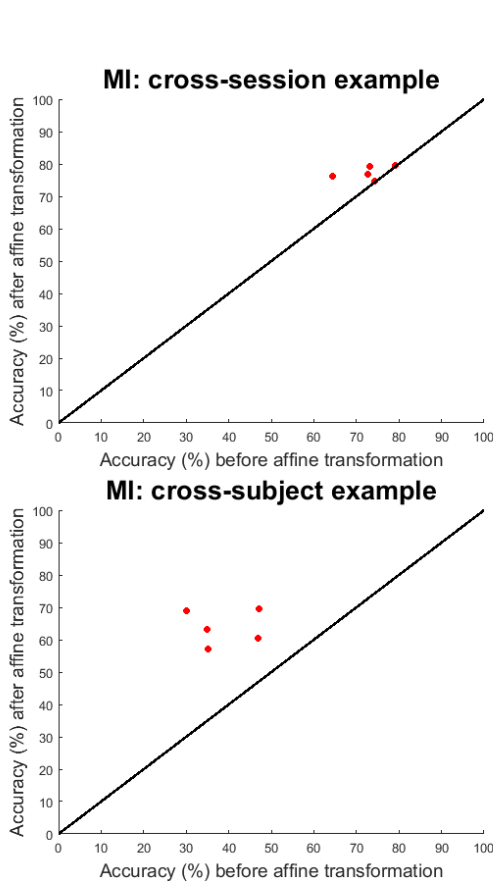 MI: cross-session example
Accuracy (%) after affine transformation
100
90
80
70
60
50
40
30
20
10
0
0 10 20 30 40 50 60 70 80 90 100
Accuracy (%) before affine transformation
MI: cross-subject example
Accuracy (%) after affine transformation
100
90
80
70
60
50
40
30
20
10
0
0 10 20 30 40 50 60 70 80 90 100
Accuracy (%) before affine transformation